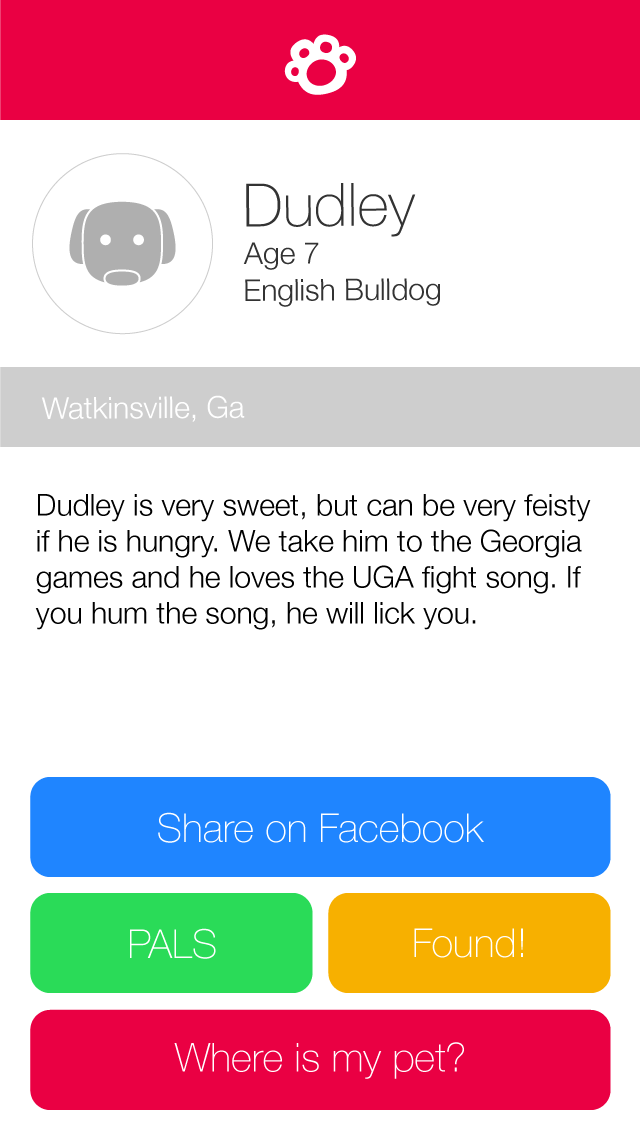 Dudley
Age 7
English Bulldog
Watkinsville, Ga
Dudley is very sweet, but can be very feisty
if he is hungry. We take him to the Georgia
games and he loves the UGA fight song. If
you hum the song, he will lick you.
Share on Facebook
PALS
Found!
Where is my pet?